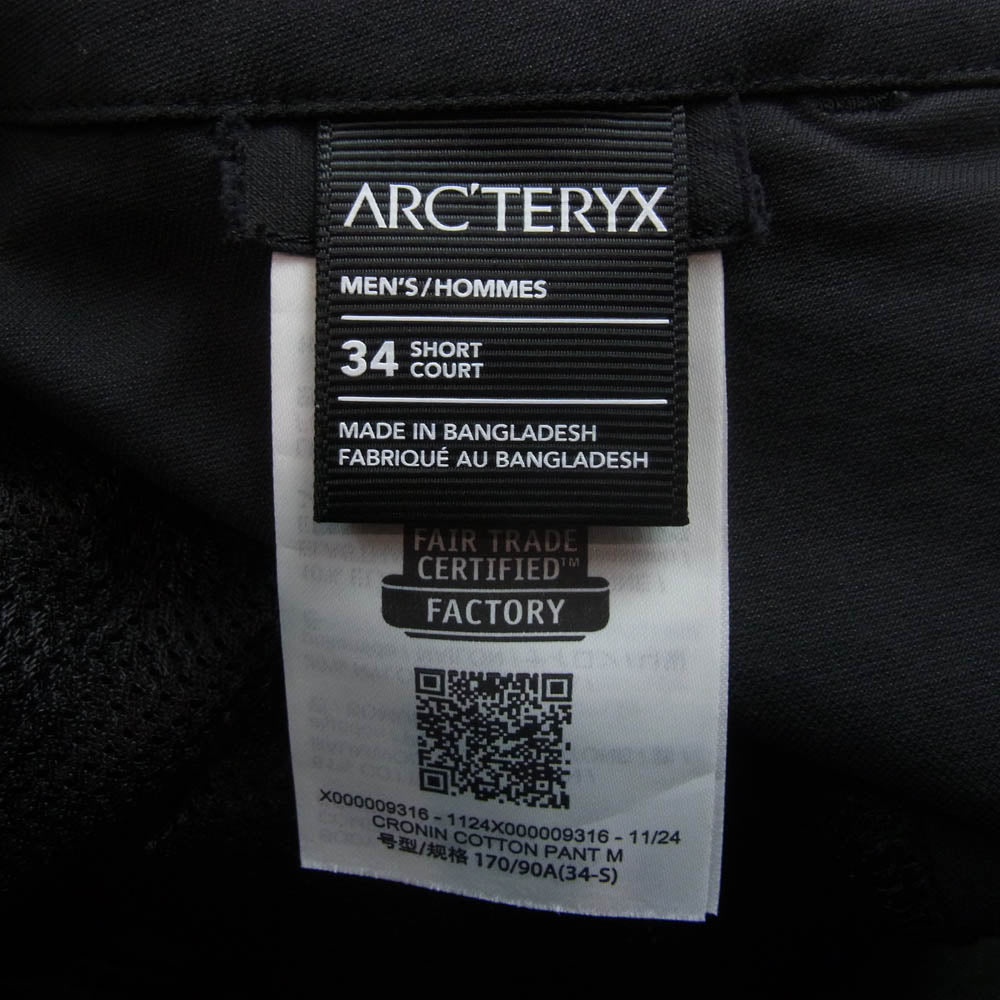 ARC'TERYX
MEN'S/HOMMES
34 SHORT
COURT
MADE IN BANGLADESH
FABRIQUÉ AU BANGLADESH
FAIR TRADE
CERTIFIED™
FACTORY
X000009316 - 1124X000009316 - 11/24
CRONIN COTTON PANT M
号型/规格 170/90A(34-S)